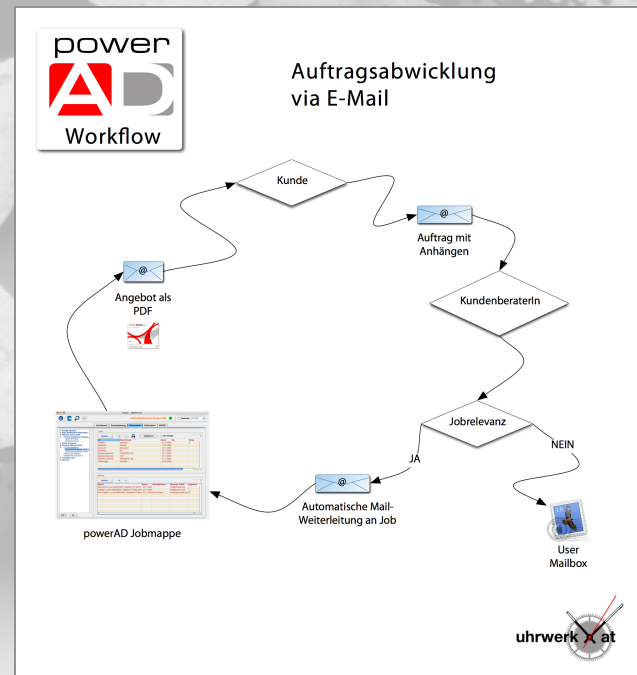 power
AD
Workflow
Auftragsabwicklung
via E-Mail
Kunde
@
Auftrag mit
Anhängen
@
Angebot als
PDF
KundenberaterIn
Jobrelevanz
JA
NEIN
@
Automatische Mail-
Weiterleitung an Job
powerAD Jobmappe
User
Mailbox
uhrwerk at